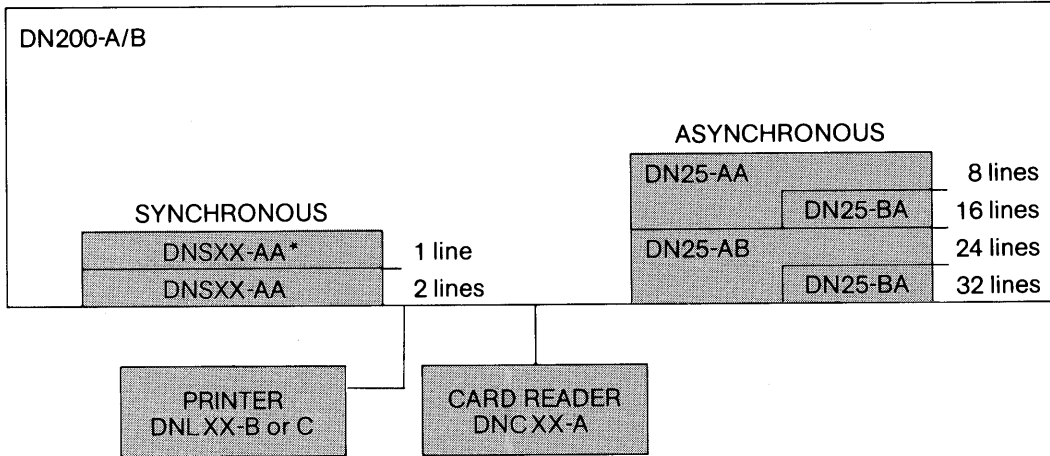 DN200-A/B
SYNCHRONOUS
DNSXX-AA* 1 line
DNSXX-AA 2 lines
ASYNCHRONOUS
DN25-AA 8 lines
DN25-BA 16 lines
DN25-AB 24 lines
DN25-BA 32 lines
PRINTER
DNLXX-B or C
CARD READER
DNCXX-A